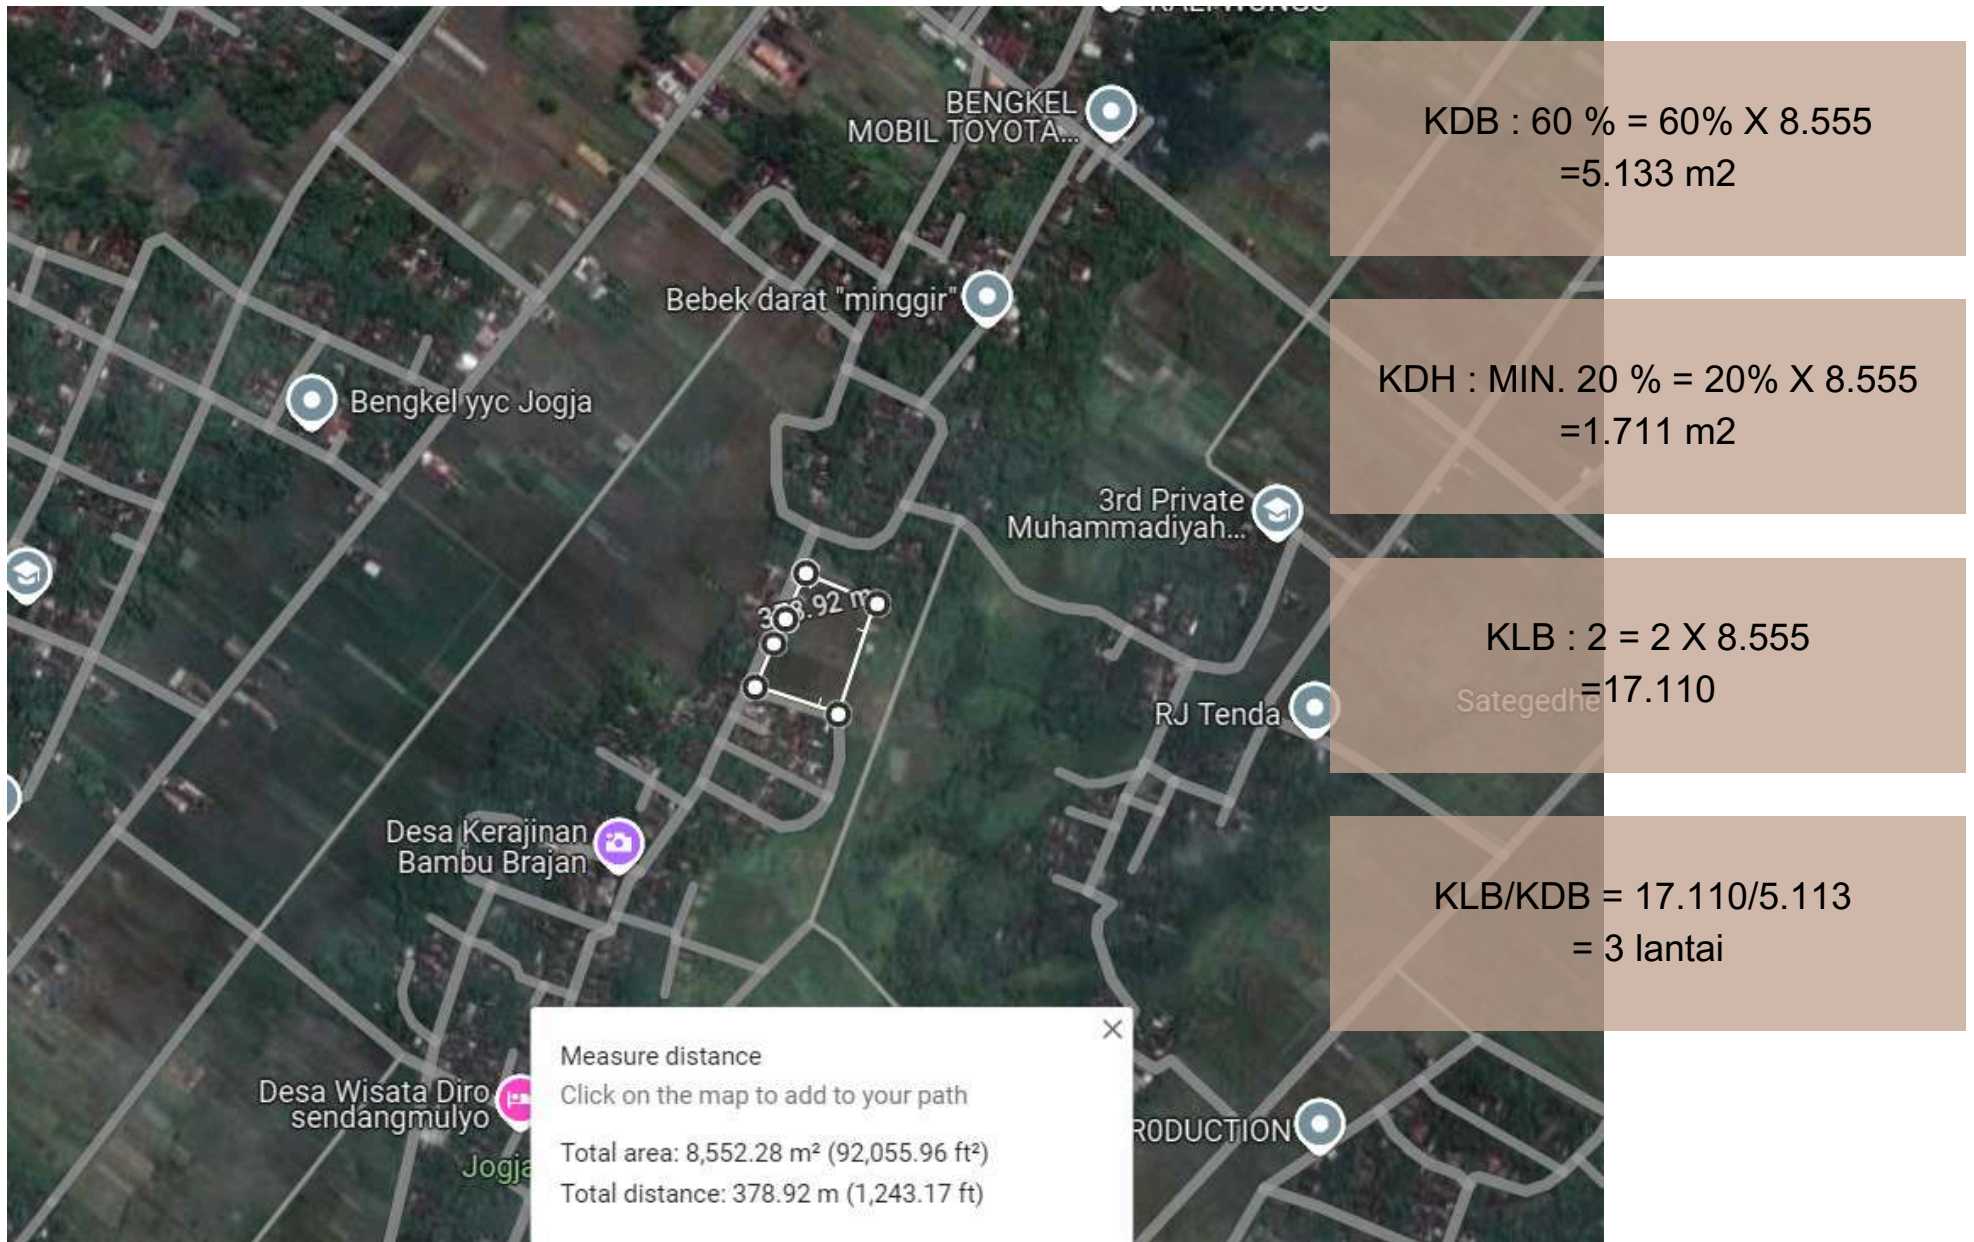 BENGKEL
MOBIL TOYOTA...
Bebek darat "minggir"
Bengkel yyc Jogja
3rd Private
Muhammadiyah...
378.92 m
RJ Tenda
Sategedhe
Desa Kerajinan
Bambu Brajan
Desa Wisata Diro
sendangmulyo
Jogja
RODUCTION
Measure distance
Click on the map to add to your path
Total area: 8,552.28 m² (92,055.96 ft²)
Total distance: 378.92 m (1,243.17 ft)
KDB : 60 % = 60% X 8.555
=5.133 m2
KDH : MIN. 20 % = 20% X 8.555
=1.711 m2
KLB : 2 = 2 X 8.555
=17.110
KLB/KDB = 17.110/5.113
= 3 lantai